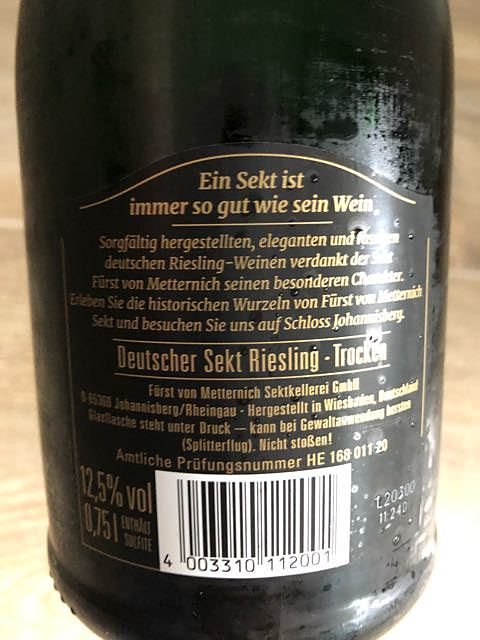 Ein Sekt ist
immer so gut wie sein Wein.
Sorgfältig hergestellten, eleganten und rassigen
deutschen Riesling-Weinen verdankt der Sekt
Fürst von Metternich seinen besonderen Charakter.
Erleben Sie die historischen Wurzeln von Fürst von Metternich
Sekt und besuchen Sie uns auf Schloss Johannisberg.
Deutscher Sekt Riesling - Trocken
Fürst von Metternich Sektkellerei GmbH
D-65366 Johannisberg/Rheingau - Hergestellt in Wiesbaden, Deutschland
Glasflasche steht unter Druck – kann bei Gewaltanwendung bersten
(Splitterflug). Nicht stoßen!
Amtliche Prüfungsnummer HE 168 011 20
12,5% vol
0,75 l
ENTHÄLT
SULFITE
4 003310 112001
L20300
11240